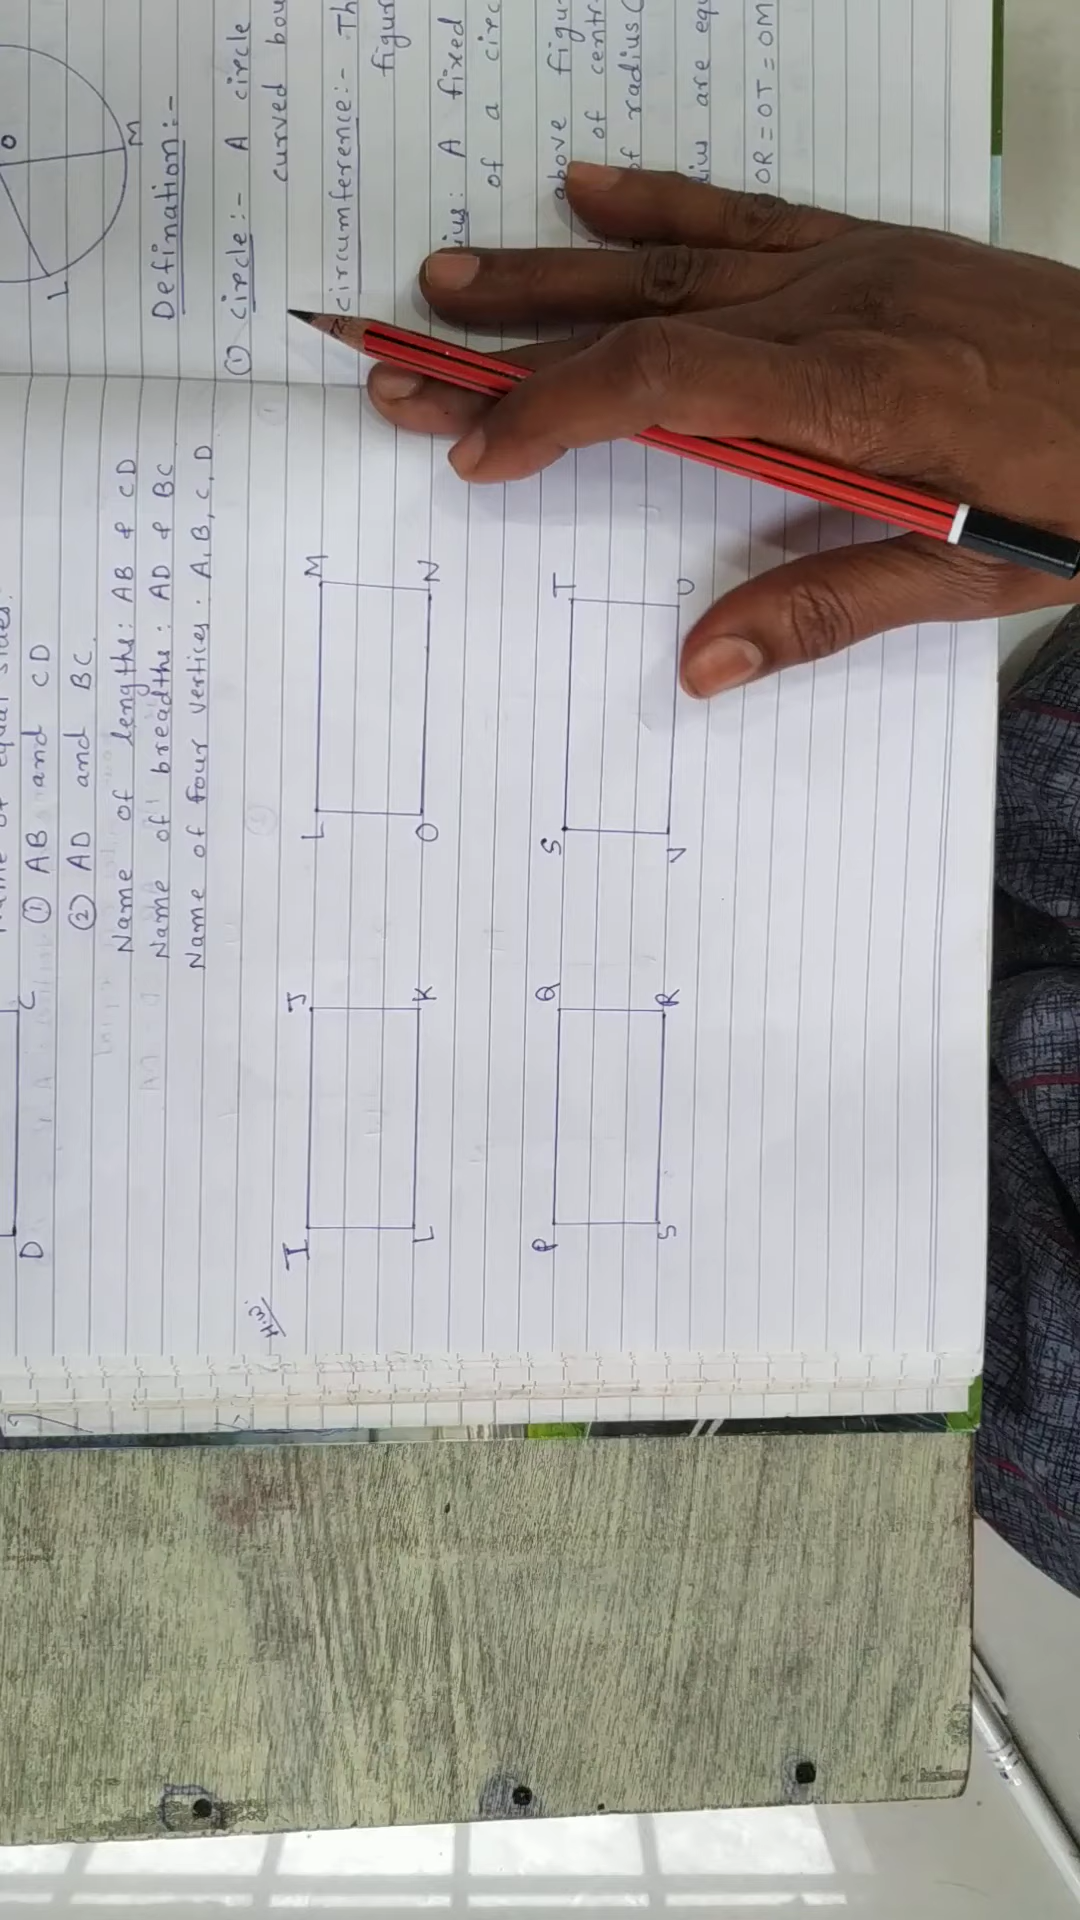 D C
① AB and CD
② AD and BC.
Name of lengths: AB & CD
Name of breadths: AD & BC
Name of four vertices: A, B, C, D
H.W.
I J L M
L K O N
P Q S T
S R V U
O
L M
Defination:-
① circle:- A circle
curved
circumference:- Th
figur
A fixed
of a circ
above figu
of centr
of radius (
are equ
OR = OT = OM